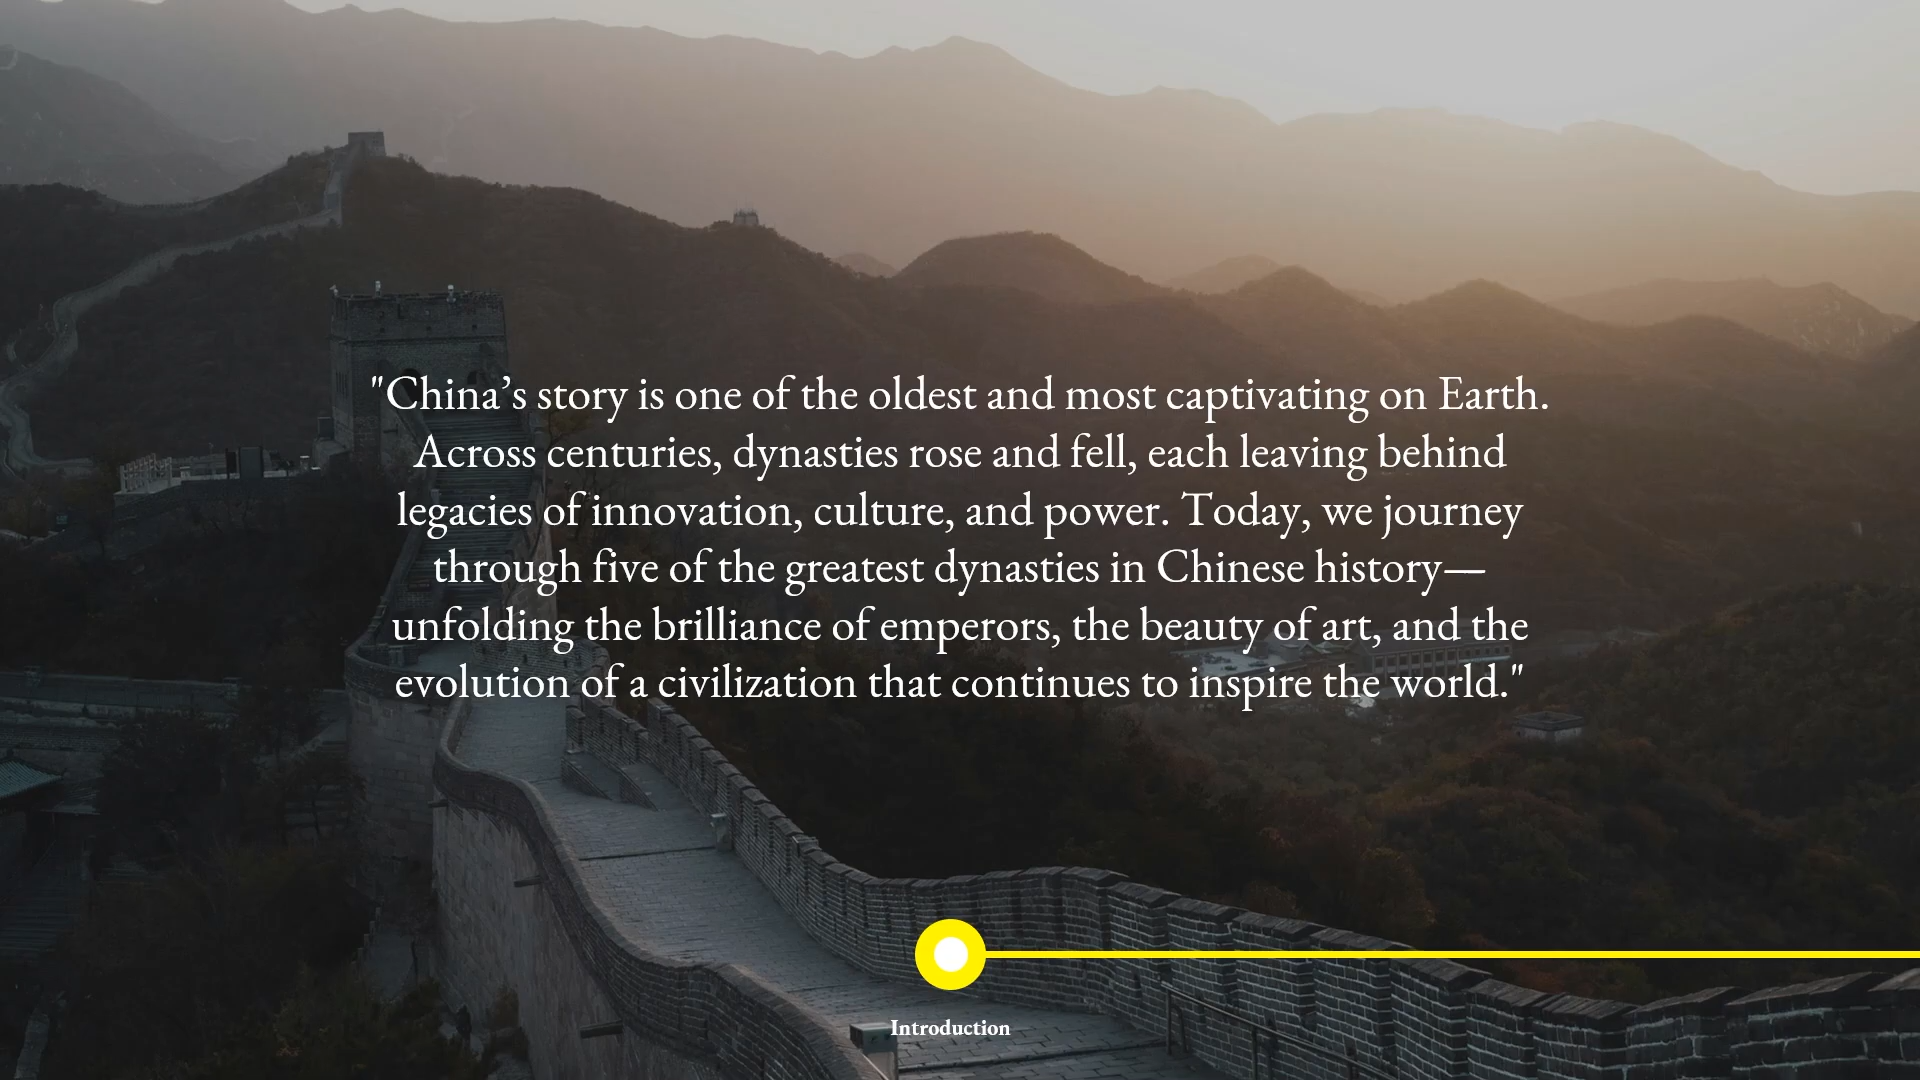 "China’s story is one of the oldest and most captivating on Earth.
Across centuries, dynasties rose and fell, each leaving behind
legacies of innovation, culture, and power. Today, we journey
through five of the greatest dynasties in Chinese history—
unfolding the brilliance of emperors, the beauty of art, and the
evolution of a civilization that continues to inspire the world."
Introduction